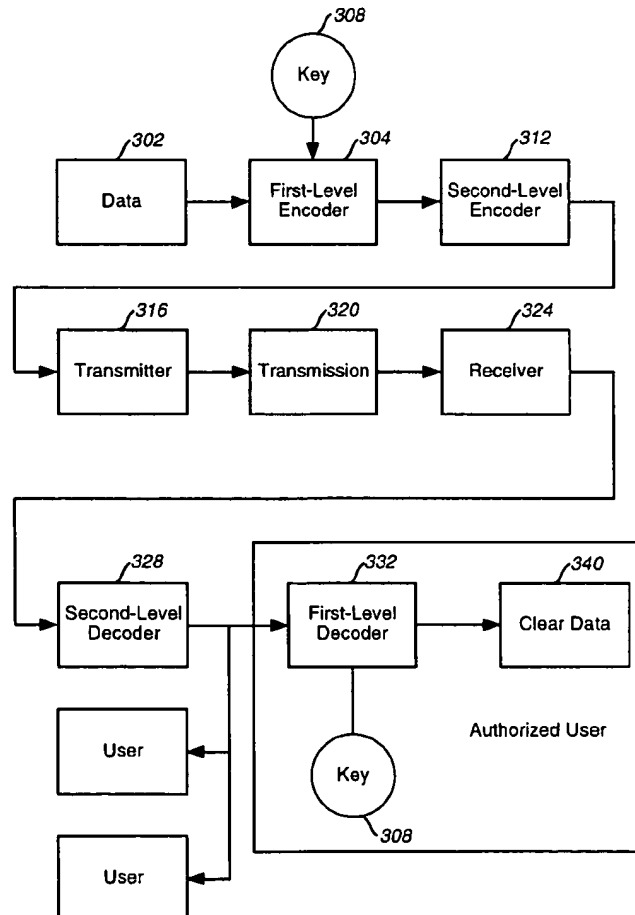 308
Key
302
304
312
Data
First-Level
Encoder
Second-Level
Encoder
316
320
324
Transmitter
Transmission
Receiver
328
332
340
Second-Level
Decoder
First-Level
Decoder
Clear Data
User
Authorized User
Key
308
User